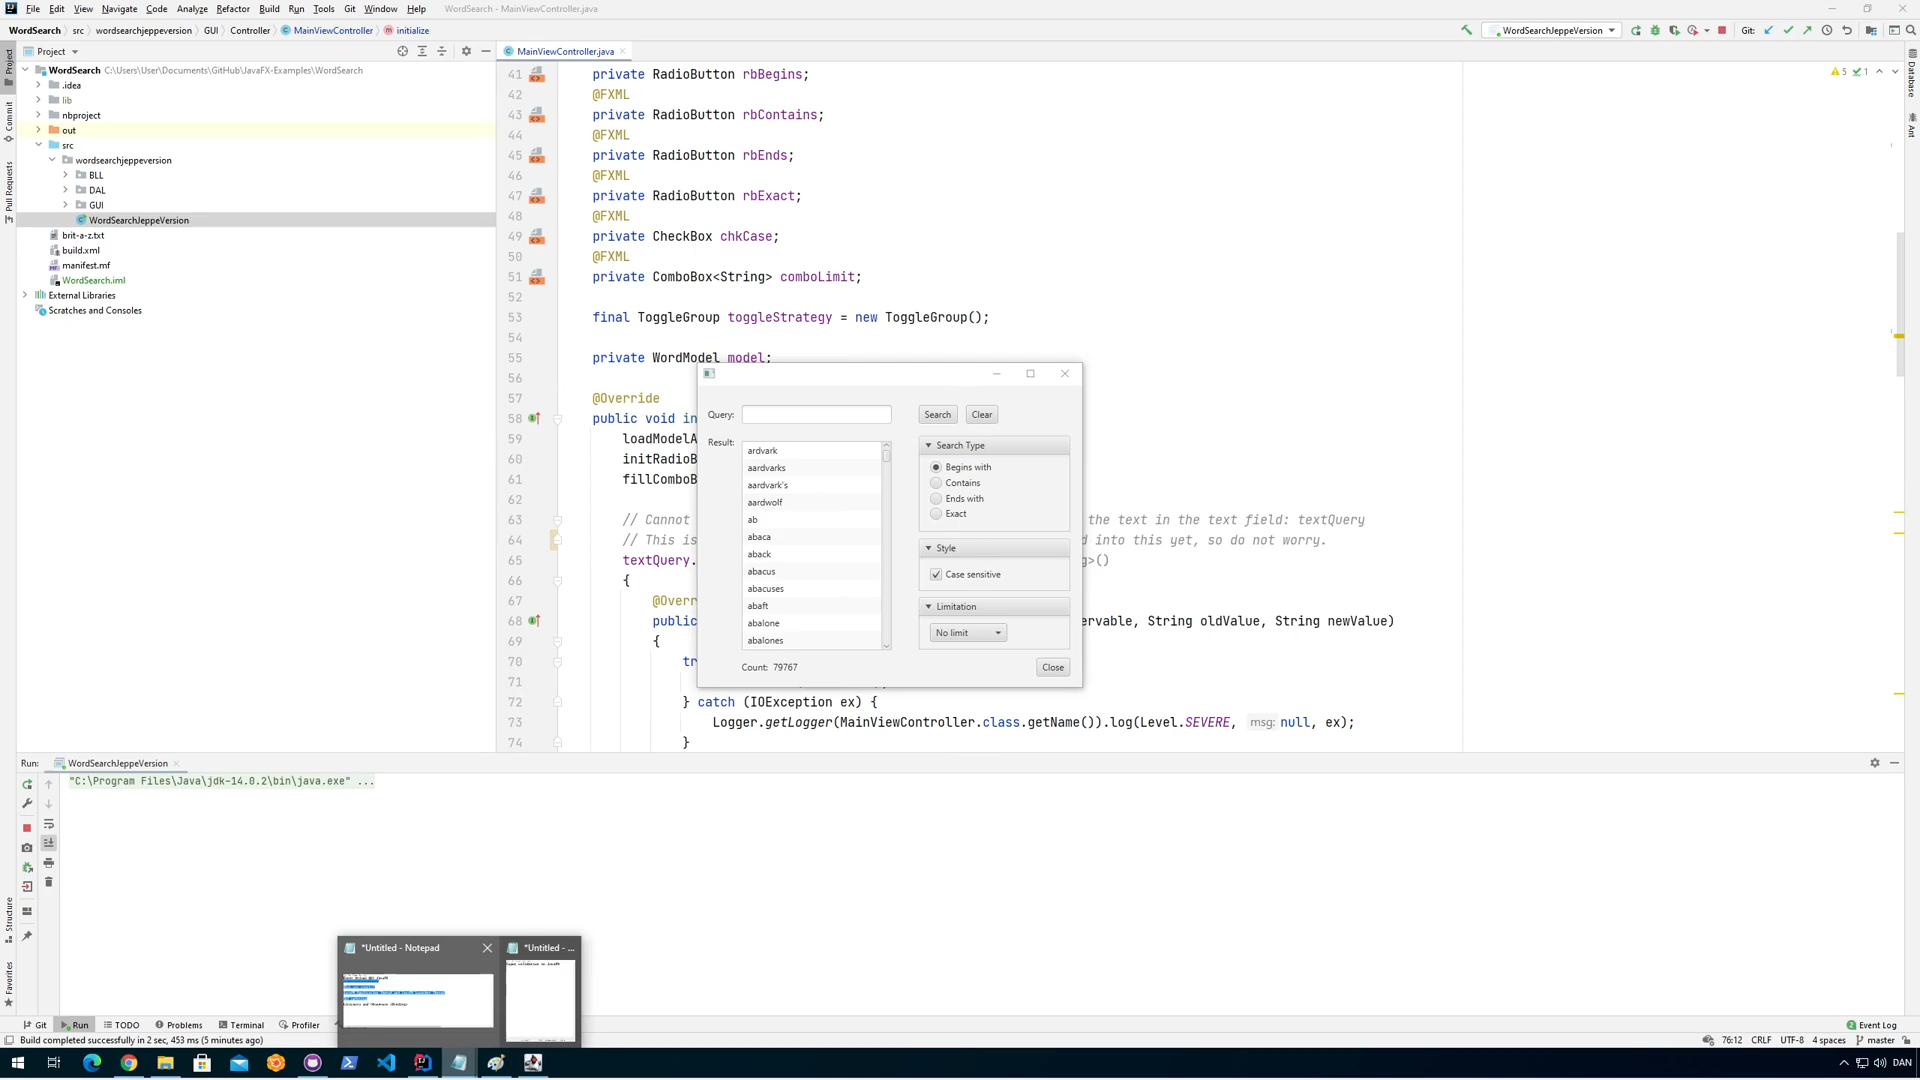 File Edit View Navigate Code Analyze Refactor Build Run Tools Git Window Help WordSearch - MainViewController.java
WordSearch src wordsearchjeppeversion GUI Controller MainViewController initialize WordSearchJeppeVersion Git:
Project MainViewController.java
WordSearch C:\Users\User\Documents\GitHub\JavaFX-Examples\WordSearch
.idea
lib
nbproject
out
src
wordsearchjeppeversion
BLL
DAL
GUI
WordSearchJeppeVersion
brit-a-z.txt
build.xml
manifest.mf
WordSearch.iml
External Libraries
Scratches and Consoles
Project
Commit
Pull Requests
Structure
Favorites
Database
Ant
5 1
41 private RadioButton rbBegins;
42 @FXML
43 private RadioButton rbContains;
44 @FXML
45 private RadioButton rbEnds;
46 @FXML
47 private RadioButton rbExact;
48 @FXML
49 private CheckBox chkCase;
50 @FXML
51 private ComboBox<String> comboLimit;
52
53 final ToggleGroup toggleStrategy = new ToggleGroup();
54
55 private WordModel model;
56
57 @Override
58 public void in
59 loadModelA
60 initRadioB
61 fillComboB
62
63 // Cannot the text in the text field: textQuery
64 // This is d into this yet, so do not worry.
65 textQuery. g>()
66 {
67 @Overr
68 public ervable, String oldValue, String newValue)
69 {
70 tr
71
72 } catch (IOException ex) {
73 Logger.getLogger(MainViewController.class.getName()).log(Level.SEVERE, msg: null, ex);
74 }
Query: Search Clear
Result:
ardvark
aardvarks
aardvark's
aardwolf
ab
abaca
aback
abacus
abacuses
abaft
abalone
abalones
Search Type
Begins with
Contains
Ends with
Exact
Style
Case sensitive
Limitation
No limit
Count: 79767 Close
Run: WordSearchJeppeVersion
"C:\Program Files\Java\jdk-14.0.2\bin\java.exe" ...
*Untitled - Notepad *Untitled - ...
Git Run TODO Problems Terminal Profiler Event Log
Build completed successfully in 2 sec, 453 ms (5 minutes ago) 76:12 CRLF UTF-8 4 spaces master
DAN